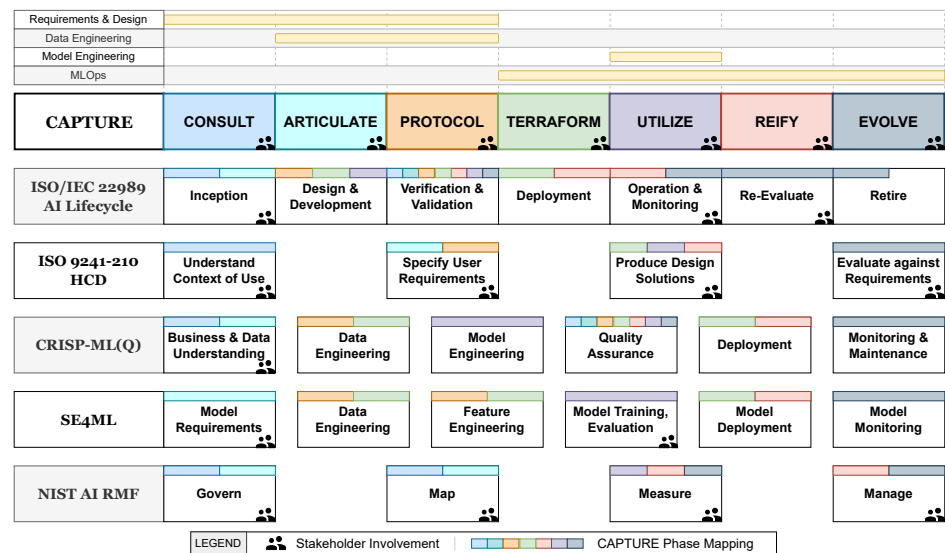 Requirements & Design
Data Engineering
Model Engineering
MLOps
CAPTURE CONSULT ARTICULATE PROTOCOL TERRAFORM UTILIZE REIFY EVOLVE
ISO/IEC 22989
AI Lifecycle
Inception
Design &
Development
Verification &
Validation
Deployment
Operation &
Monitoring
Re-Evaluate
Retire
ISO 9241-210
HCD
Understand
Context of Use
Specify User
Requirements
Produce Design
Solutions
Evaluate against
Requirements
CRISP-ML(Q)
Business & Data
Understanding
Data
Engineering
Model
Engineering
Quality
Assurance
Deployment
Monitoring &
Maintenance
SE4ML
Model
Requirements
Data
Engineering
Feature
Engineering
Model Training,
Evaluation
Model
Deployment
Model
Monitoring
NIST AI RMF
Govern
Map
Measure
Manage
LEGEND Stakeholder Involvement CAPTURE Phase Mapping